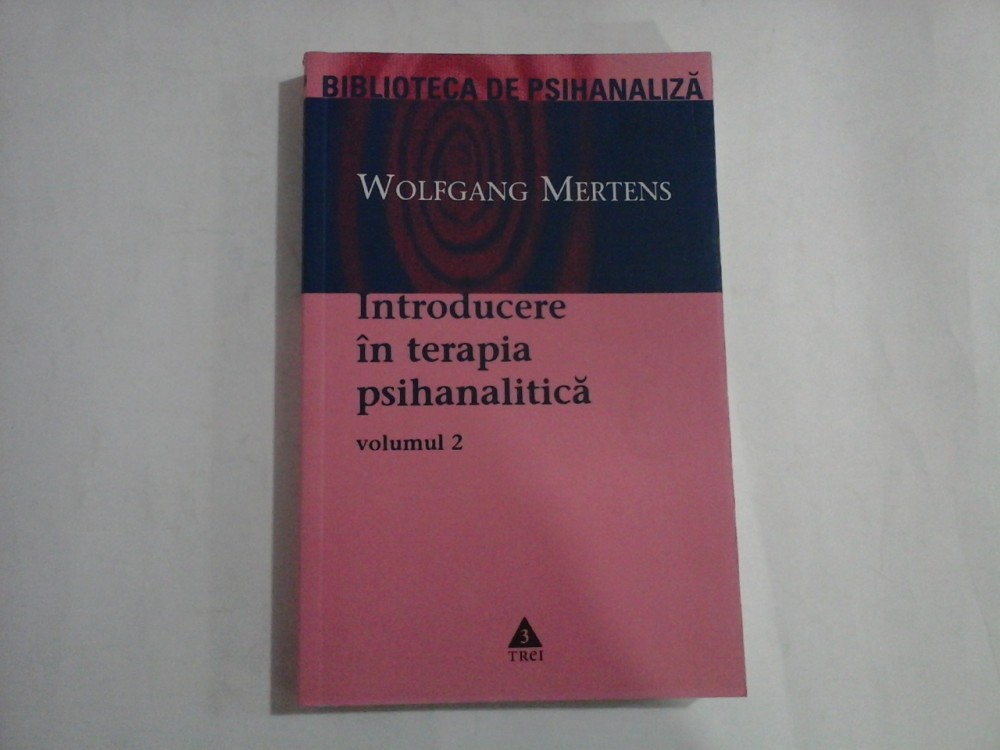 BIBLIOTECA DE PSIHANALIZĂ
WOLFGANG MERTENS
Introducere
în terapia
psihanalitică
volumul 2
3
TRei